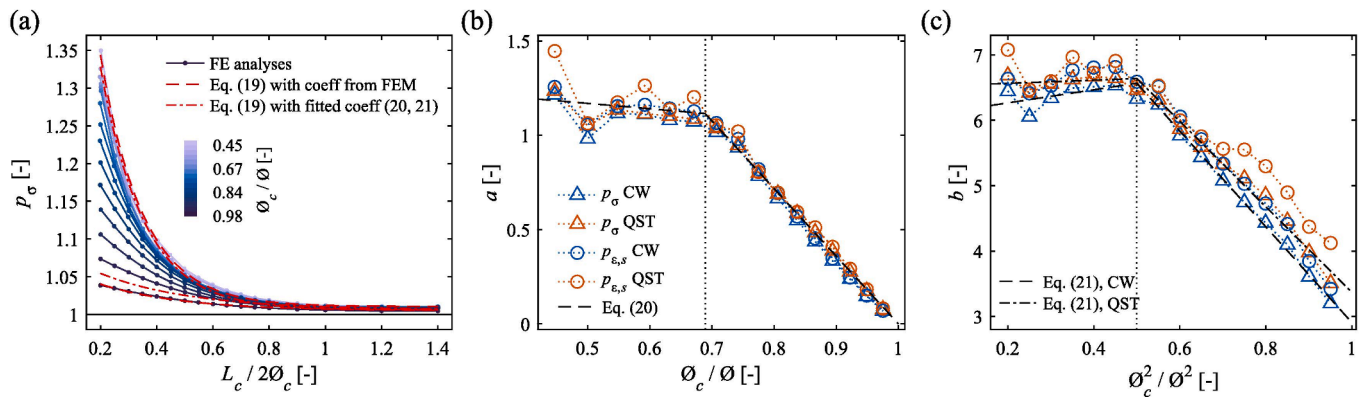 (a)
1.35
1.3
1.25
1.2
1.15
1.1
1.05
1
p_σ [-]
FE analyses
Eq. (19) with coeff from FEM
Eq. (19) with fitted coeff (20, 21)
0.45
0.67
0.84
0.98
Ø_c / Ø [-]
0.2 0.4 0.6 0.8 1 1.2 1.4
L_c / 2Ø_c [-]
(b)
1.5
1
0.5
0
a [-]
p_σ CW
p_σ QST
p_ε,s CW
p_ε,s QST
Eq. (20)
0.5 0.6 0.7 0.8 0.9 1
Ø_c / Ø [-]
(c)
7
6
5
4
3
b [-]
Eq. (21), CW
Eq. (21), QST
0.2 0.4 0.6 0.8 1
Ø_c^2 / Ø^2 [-]